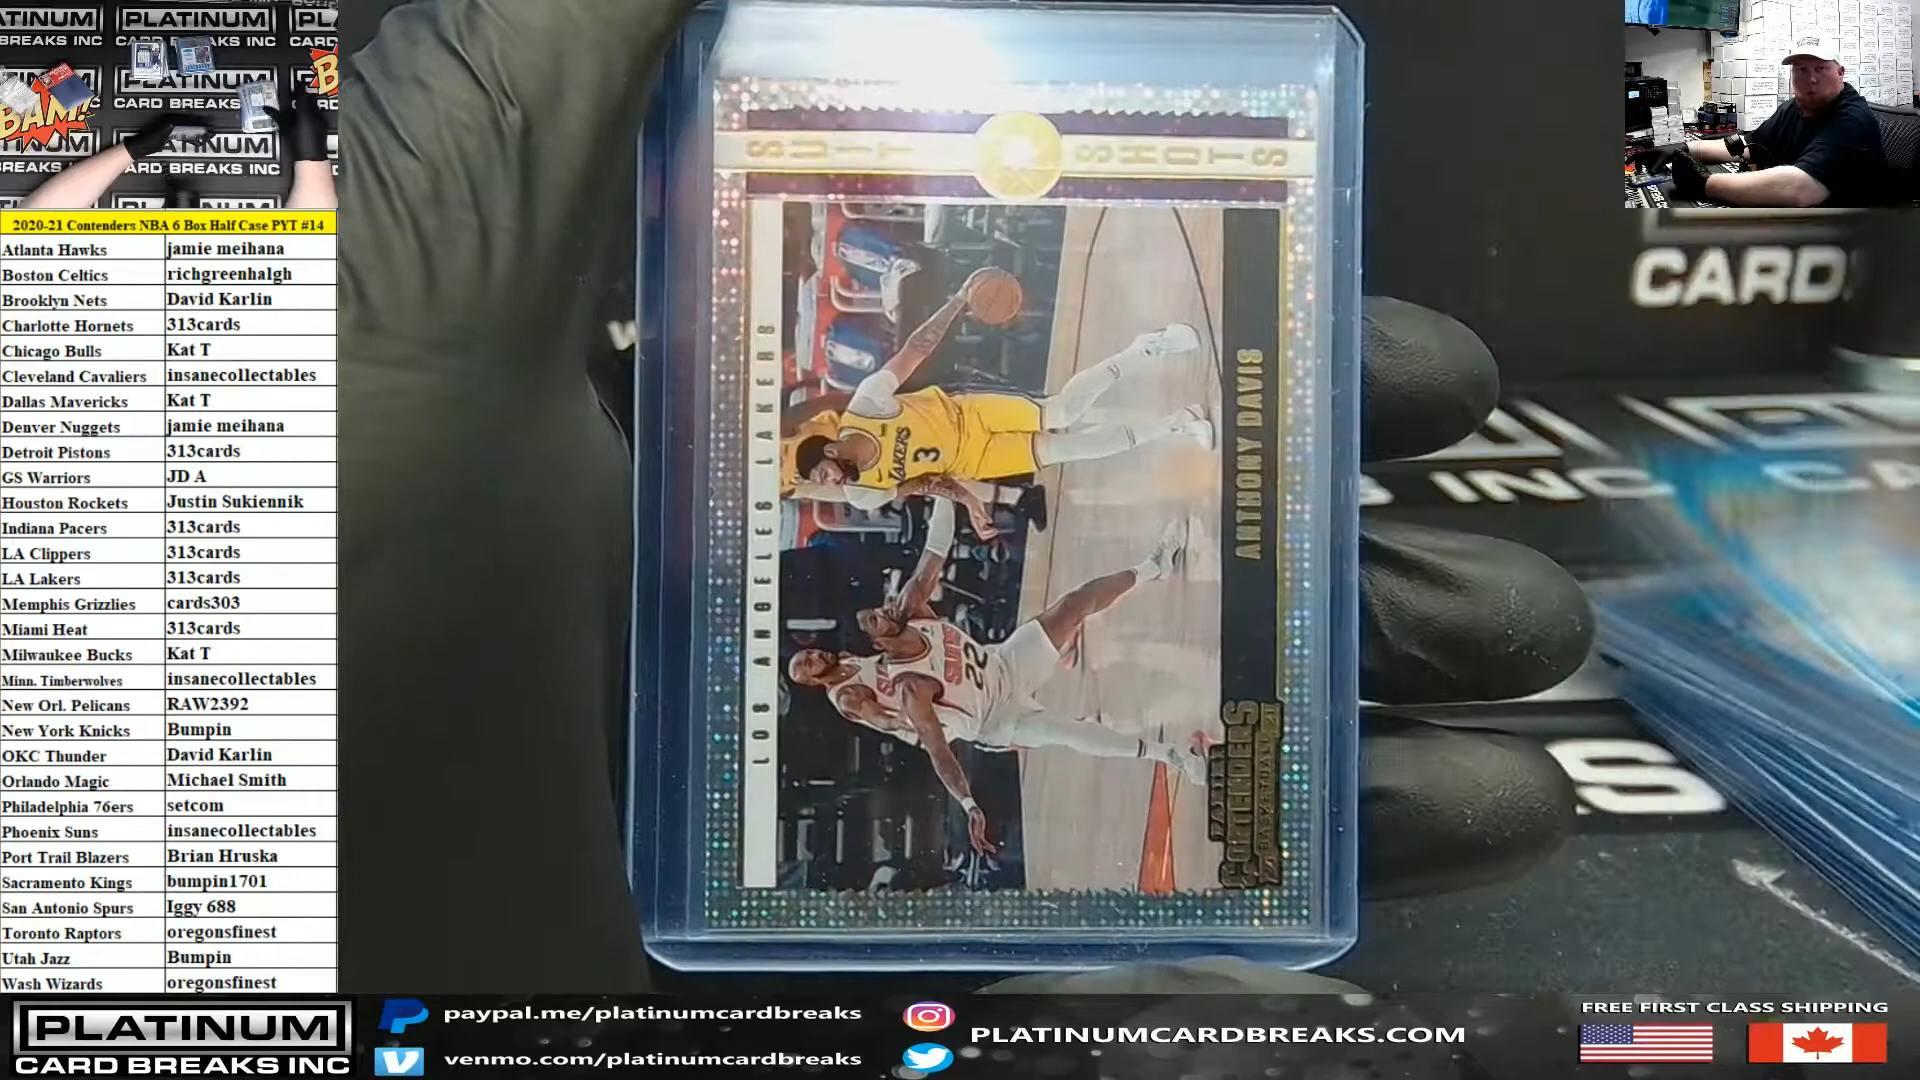 PLATINUM
CARD BREAKS INC
BAM!
2020-21 Contenders NBA 6 Box Half Case PYT #14
Atlanta Hawks jamie meihana
Boston Celtics richgreenhalgh
Brooklyn Nets David Karlin
Charlotte Hornets 313cards
Chicago Bulls Kat T
Cleveland Cavaliers insanecollectables
Dallas Mavericks Kat T
Denver Nuggets jamie meihana
Detroit Pistons 313cards
GS Warriors JD A
Houston Rockets Justin Sukiennik
Indiana Pacers 313cards
LA Clippers 313cards
LA Lakers 313cards
Memphis Grizzlies cards303
Miami Heat 313cards
Milwaukee Bucks Kat T
Minn. Timberwolves insanecollectables
New Orl. Pelicans RAW2392
New York Knicks Bumpin
OKC Thunder David Karlin
Orlando Magic Michael Smith
Philadelphia 76ers setcom
Phoenix Suns insanecollectables
Port Trail Blazers Brian Hruska
Sacramento Kings bumpin1701
San Antonio Spurs Iggy 688
Toronto Raptors oregonsfinest
Utah Jazz Bumpin
Wash Wizards oregonsfinest
SHOTS
LOS ANGELES LAKERS
LAKERS
3
SUNS
22
ANTHONY DAVIS
PANINI
CONTENDERS
BASKETBALL
CARD
INC
S
PLATINUM
CARD BREAKS INC
paypal.me/platinumcardbreaks
venmo.com/platinumcardbreaks
PLATINUMCARDBREAKS.COM
FREE FIRST CLASS SHIPPING